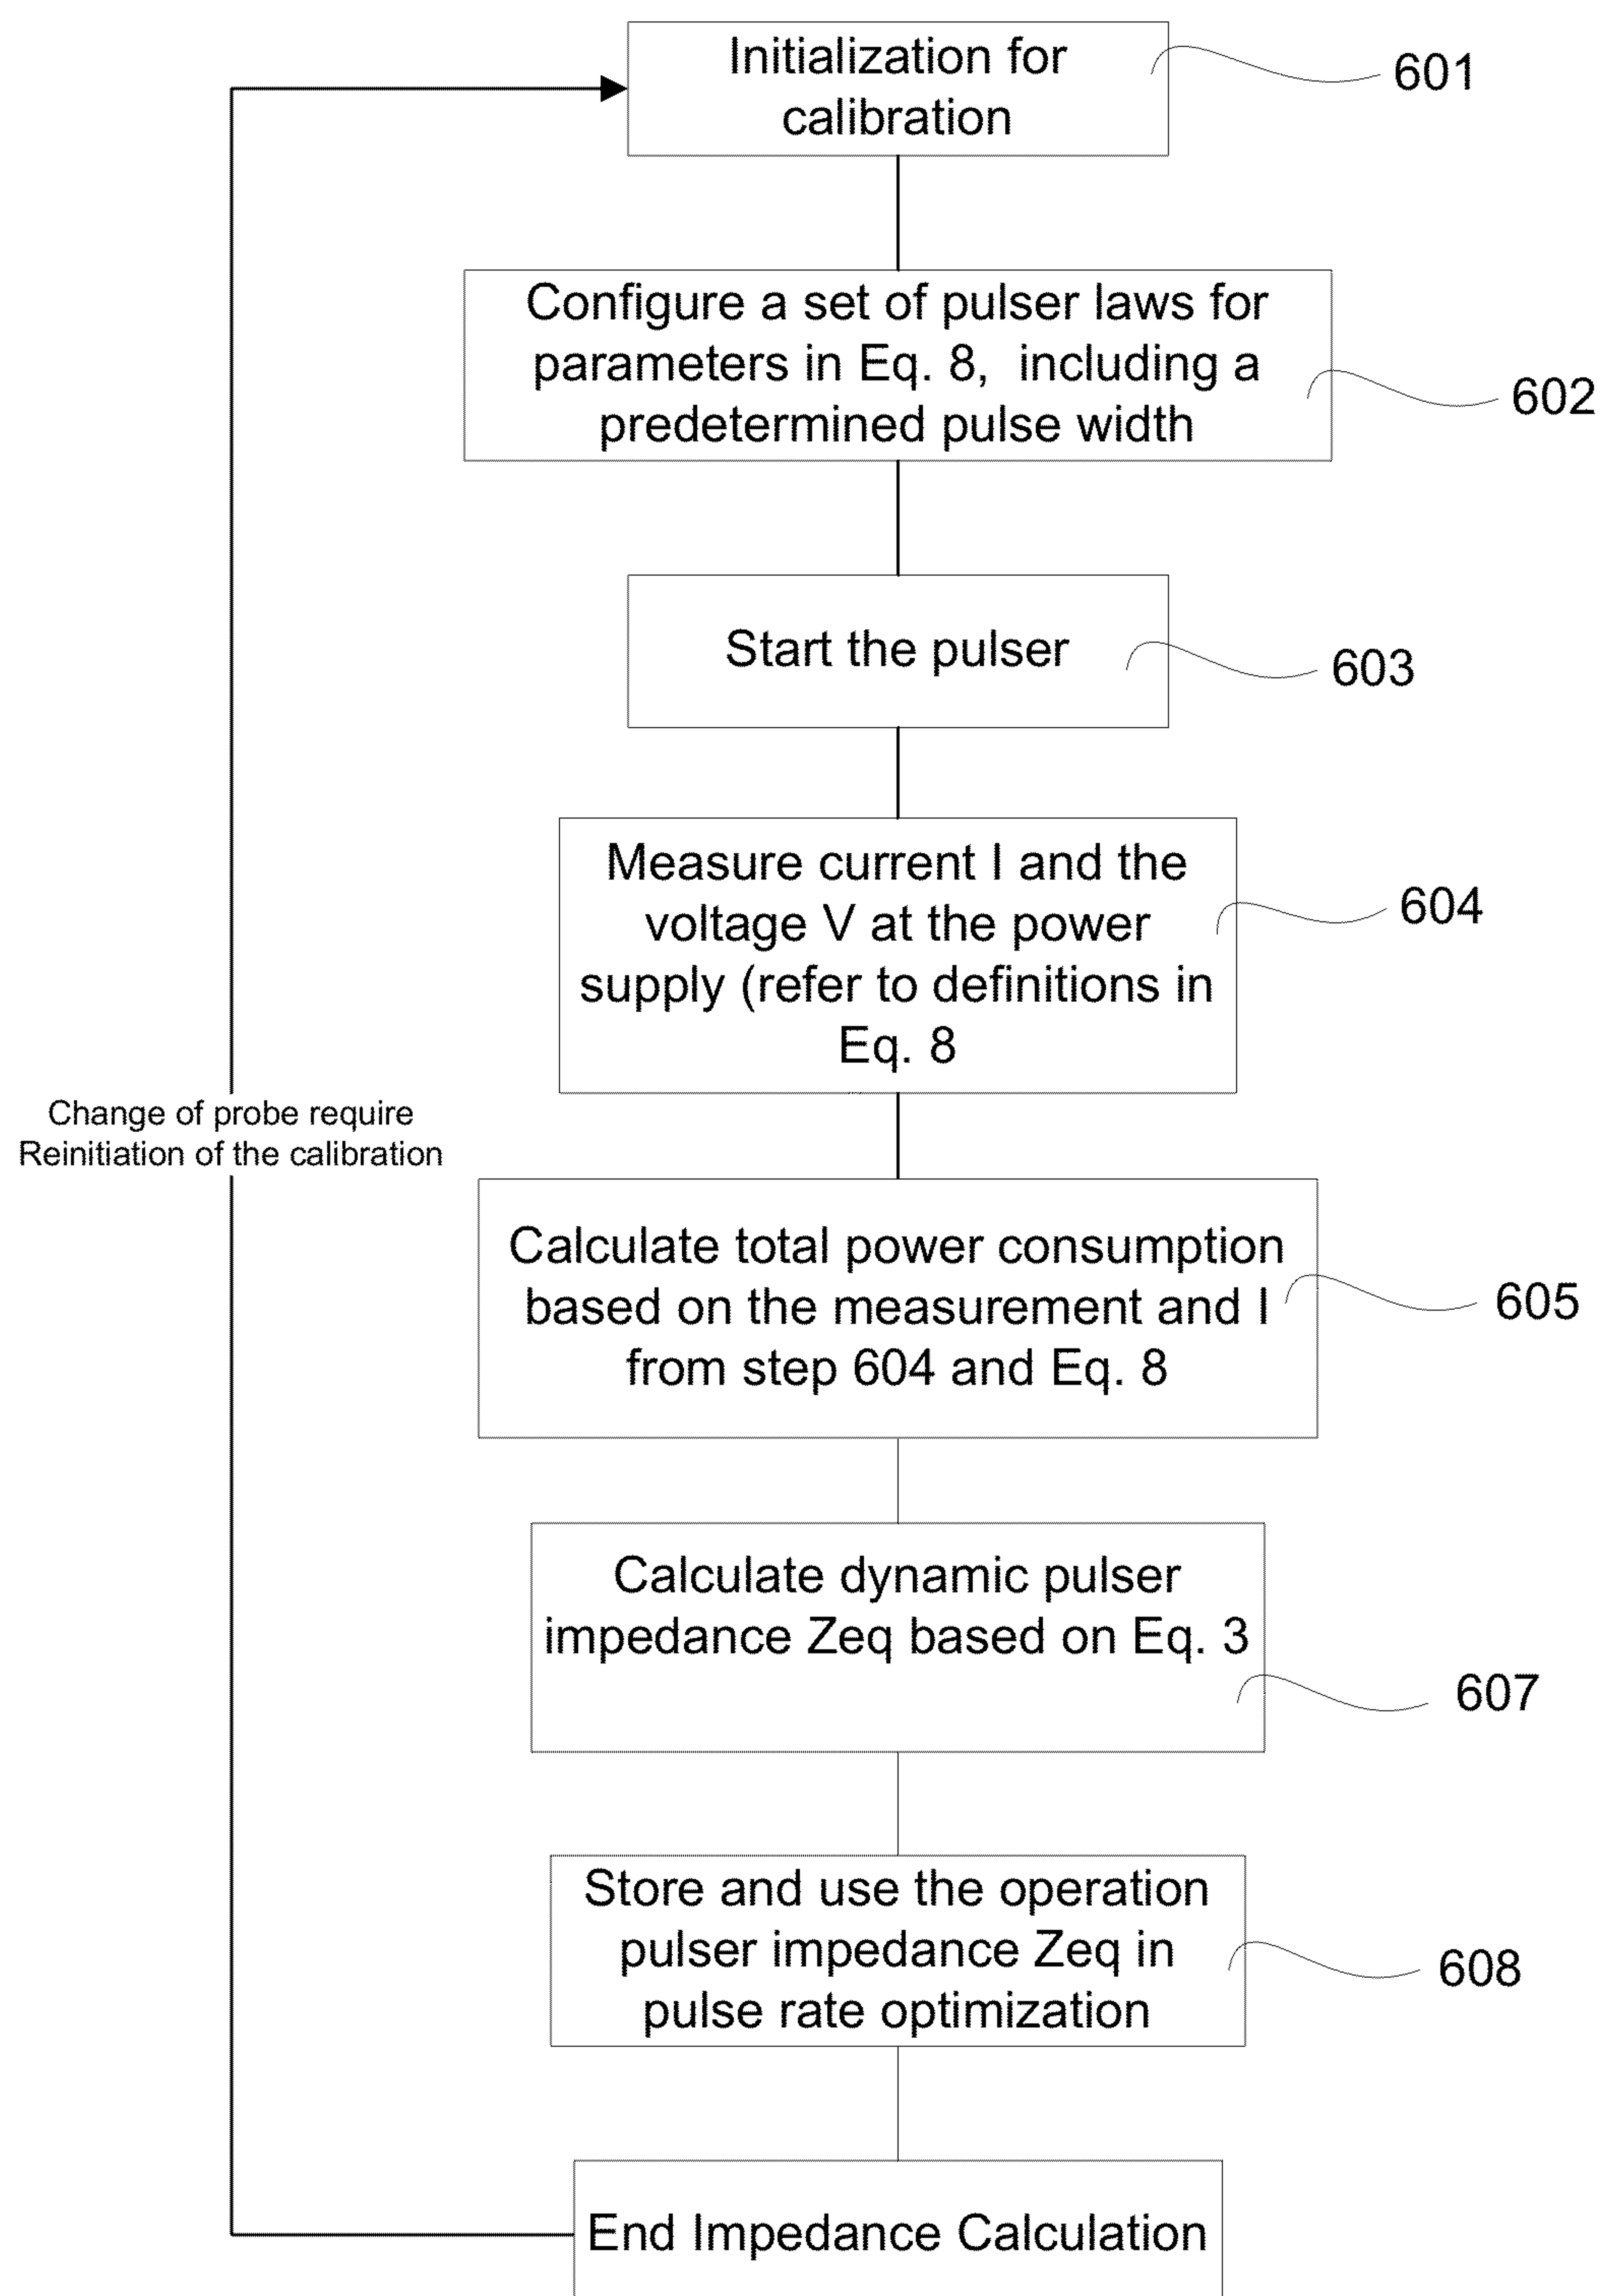 Initialization for
calibration
601
Configure a set of pulser laws for
parameters in Eq. 8, including a
predetermined pulse width
602
Start the pulser
603
Measure current I and the
voltage V at the power
supply (refer to definitions in
Eq. 8
604
Change of probe require
Reinitiation of the calibration
Calculate total power consumption
based on the measurement and I
from step 604 and Eq. 8
605
Calculate dynamic pulser
impedance Zeq based on Eq. 3
607
Store and use the operation
pulser impedance Zeq in
pulse rate optimization
608
End Impedance Calculation